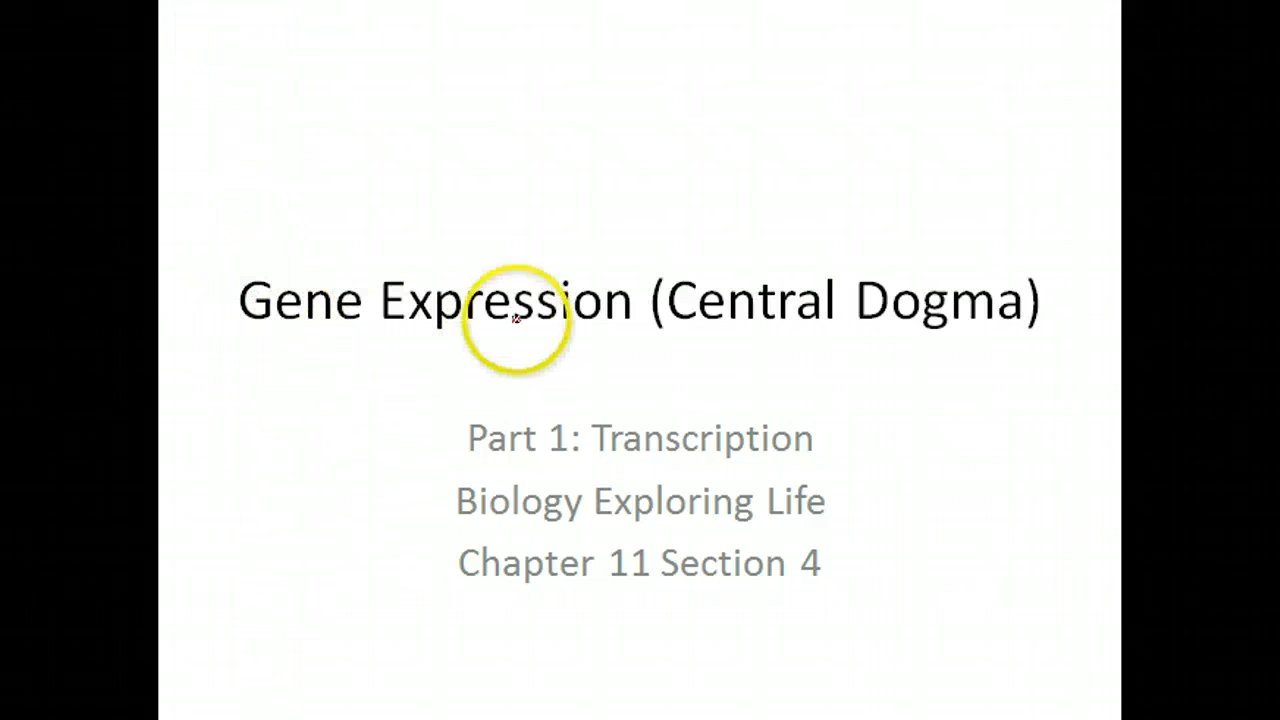 Gene Expression (Central Dogma)
Part 1: Transcription
Biology Exploring Life
Chapter 11 Section 4